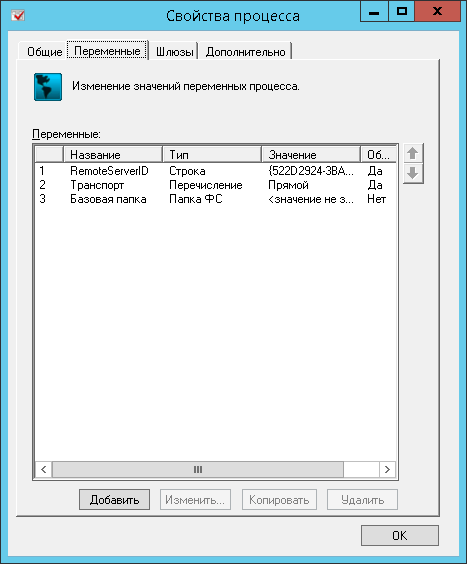 Свойства процесса
Общие Переменные Шлюзы Дополнительно
Изменение значений переменных процесса.
Переменные:
Название Тип Значение Об...
1 RemoteServerID Строка {522D2924-3BA... Да
2 Транспорт Перечисление Прямой Да
3 Базовая папка Папка ФС <значение не з... Нет
Добавить Изменить... Копировать Удалить
OK